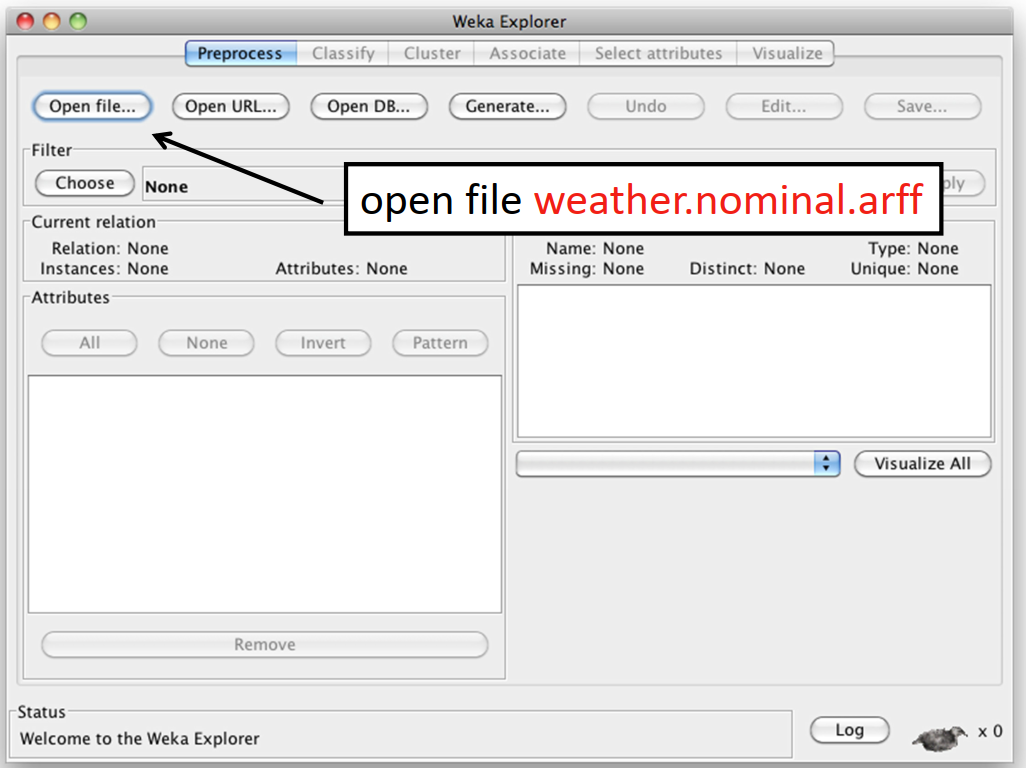 Weka Explorer
Preprocess Classify Cluster Associate Select attributes Visualize
Open file... Open URL... Open DB... Generate... Undo Edit... Save...
Filter
Choose None
open file weather.nominal.arff
Current relation
Relation: None
Instances: None Attributes: None
Name: None Type: None
Missing: None Distinct: None Unique: None
Attributes
All None Invert Pattern
Visualize All
Remove
Status
Welcome to the Weka Explorer
Log x 0